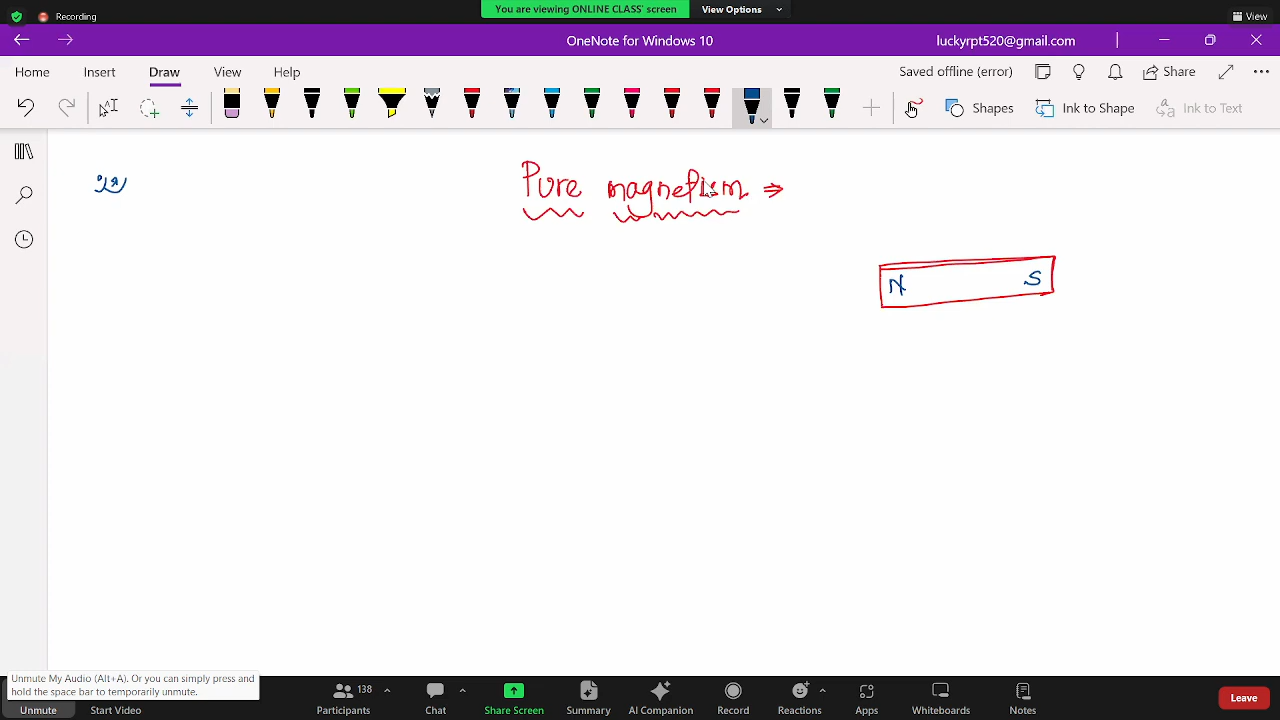 Recording
You are viewing ONLINE CLASS' screen
View Options
View
OneNote for Windows 10
luckyrpt520@gmail.com
Home
Insert
Draw
View
Help
Saved offline (error)
Share
Shapes
Ink to Shape
Ink to Text
Pure magnetism ⇒
N
S
Unmute My Audio (Alt+A). Or you can simply press and
hold the space bar to temporarily unmute.
Unmute
Start Video
138
Participants
Chat
Share Screen
Summary
AI Companion
Record
Reactions
Apps
Whiteboards
Notes
Leave